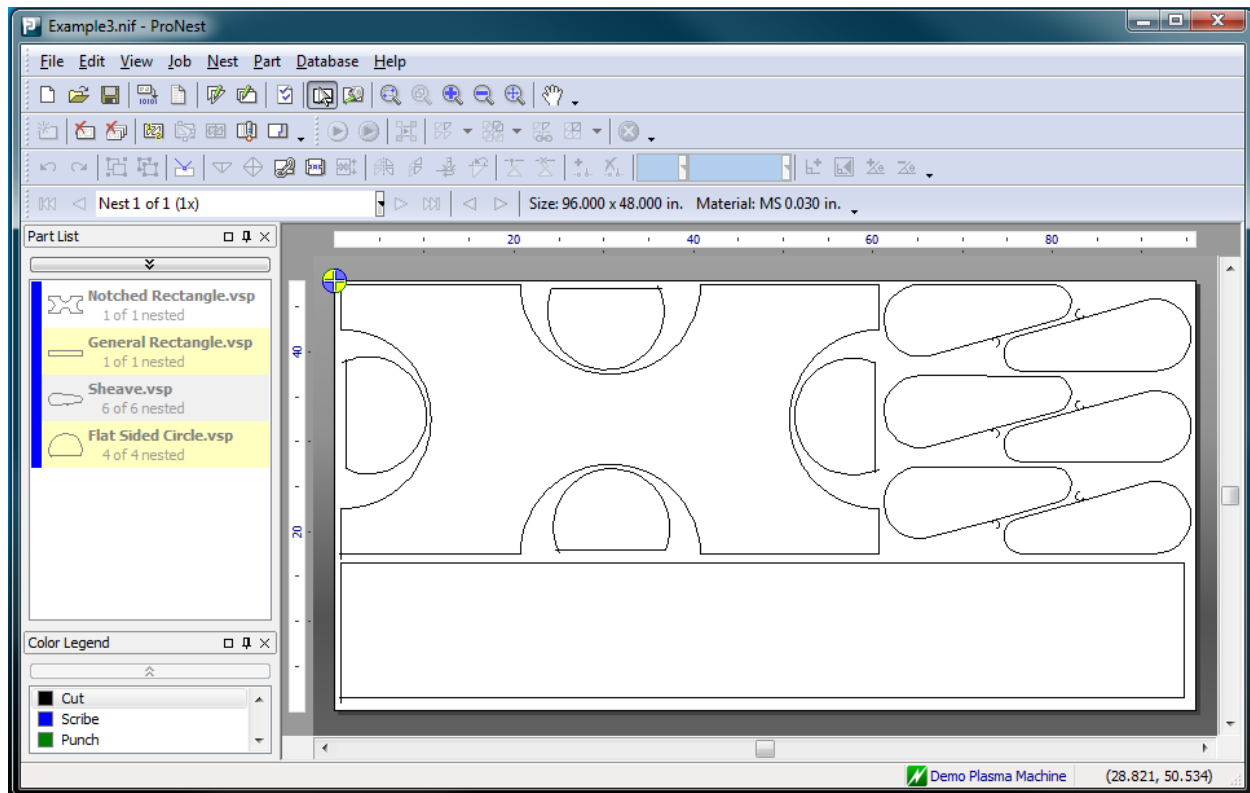 Example3.nif - ProNest
File Edit View Job Nest Part Database Help
Nest 1 of 1 (1x)
Size: 96.000 x 48.000 in. Material: MS 0.030 in.
Part List
Notched Rectangle.vsp
1 of 1 nested
General Rectangle.vsp
1 of 1 nested
Sheave.vsp
6 of 6 nested
Flat Sided Circle.vsp
4 of 4 nested
20 40 60 80
40
20
Color Legend
Cut
Scribe
Punch
Demo Plasma Machine (28.821, 50.534)